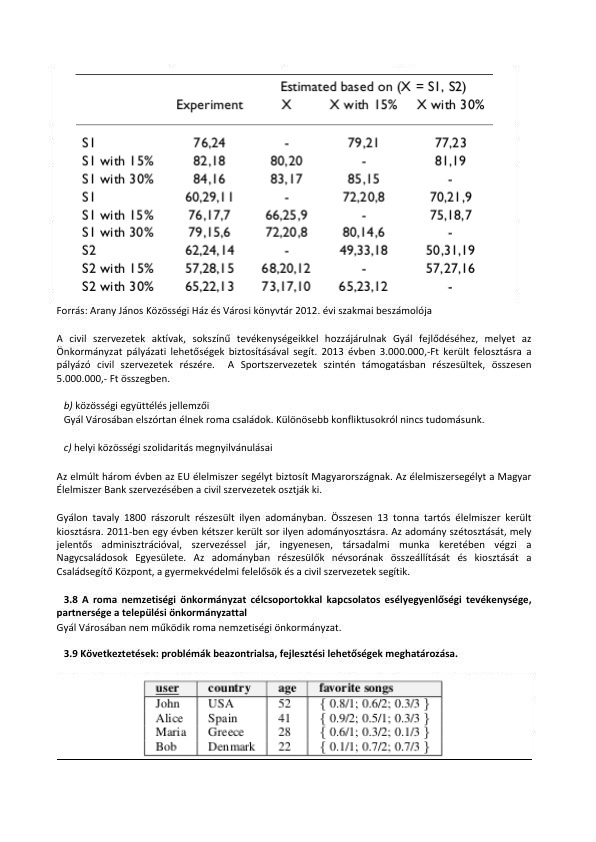 Estimated based on (X = S1, S2)
Experiment X X with 15% X with 30%
S1 76,24 - 79,21 77,23
S1 with 15% 82,18 80,20 - 81,19
S1 with 30% 84,16 83,17 85,15 -
S1 60,29,11 - 72,20,8 70,21,9
S1 with 15% 76,17,7 66,25,9 - 75,18,7
S1 with 30% 79,15,6 72,20,8 80,14,6 -
S2 62,24,14 - 49,33,18 50,31,19
S2 with 15% 57,28,15 68,20,12 - 57,27,16
S2 with 30% 65,22,13 73,17,10 65,23,12 -
Forrás: Arany János Közösségi Ház és Városi könyvtár 2012. évi szakmai beszámolója
A civil szervezetek aktívak, sokszínű tevékenységeikkel hozzájárulnak Gyál fejlődéséhez, melyet az
Önkormányzat pályázati lehetőségek biztosításával segít. 2013 évben 3.000.000,-Ft került felosztásra a
pályázó civil szervezetek részére. A Sportszervezetek szintén támogatásban részesültek, összesen
5.000.000,- Ft összegben.
b) közösségi együttélés jellemzői
Gyál Városában elszórtan élnek roma családok. Különösebb konfliktusokról nincs tudomásunk.
c) helyi közösségi szolidaritás megnyilvánulásai
Az elmúlt három évben az EU élelmiszer segélyt biztosít Magyarországnak. Az élelmiszersegélyt a Magyar
Élelmiszer Bank szervezésében a civil szervezetek osztják ki.
Gyálon tavaly 1800 rászorult részesült ilyen adományban. Összesen 13 tonna tartós élelmiszer került
kiosztásra. 2011-ben egy évben kétszer került sor ilyen adományosztásra. Az adomány szétosztását, mely
jelentős adminisztrációval, szervezéssel jár, ingyenesen, társadalmi munka keretében végzi a
Nagycsaládosok Egyesülete. Az adományban részesülők névsorának összeállítását és kiosztását a
Családsegítő Központ, a gyermekvédelmi felelősök és a civil szervezetek segítik.
3.8 A roma nemzetiségi önkormányzat célcsoportokkal kapcsolatos esélyegyenlőségi tevékenysége,
partnersége a települési önkormányzattal
Gyál Városában nem működik roma nemzetiségi önkormányzat.
3.9 Következtetések: problémák beazontrialsa, fejlesztési lehetőségek meghatározása.
user country age favorite songs
John USA 52 { 0.8/1; 0.6/2; 0.3/3 }
Alice Spain 41 { 0.9/2; 0.5/1; 0.3/3 }
Maria Greece 28 { 0.6/1; 0.3/2; 0.1/3 }
Bob Denmark 22 { 0.1/1; 0.7/2; 0.7/3 }